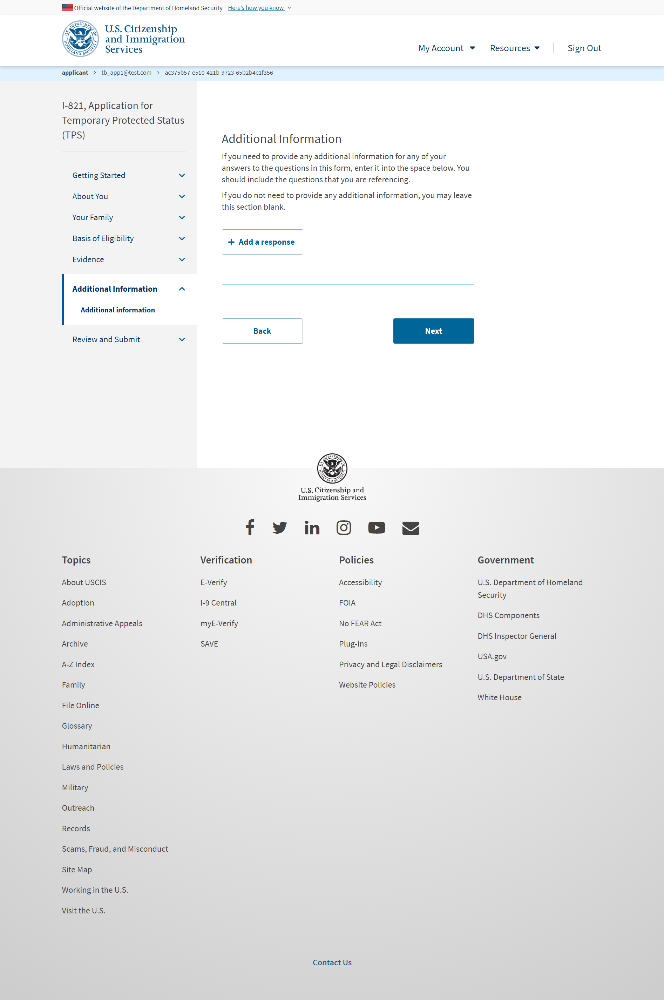 Official website of the Department of Homeland Security Here's how you know
U.S. Citizenship
and Immigration
Services
My Account Resources Sign Out
applicant > tb_app1@test.com > ac375b57-e510-421b-9723-65b2b4e1f356
I-821, Application for
Temporary Protected Status
(TPS)
Getting Started
About You
Your Family
Basis of Eligibility
Evidence
Additional Information
Additional information
Review and Submit
Additional Information
If you need to provide any additional information for any of your
answers to the questions in this form, enter it into the space below. You
should include the questions that you are referencing.
If you do not need to provide any additional information, you may leave
this section blank.
+ Add a response
Back
Next
U.S. DEPARTMENT OF HOMELAND SECURITY
U.S. Citizenship and
Immigration Services
Topics
About USCIS
Adoption
Administrative Appeals
Archive
A-Z Index
Family
File Online
Glossary
Humanitarian
Laws and Policies
Military
Outreach
Records
Scams, Fraud, and Misconduct
Site Map
Working in the U.S.
Visit the U.S.
Verification
E-Verify
I-9 Central
myE-Verify
SAVE
Policies
Accessibility
FOIA
No FEAR Act
Plug-ins
Privacy and Legal Disclaimers
Website Policies
Government
U.S. Department of Homeland
Security
DHS Components
DHS Inspector General
USA.gov
U.S. Department of State
White House
Contact Us